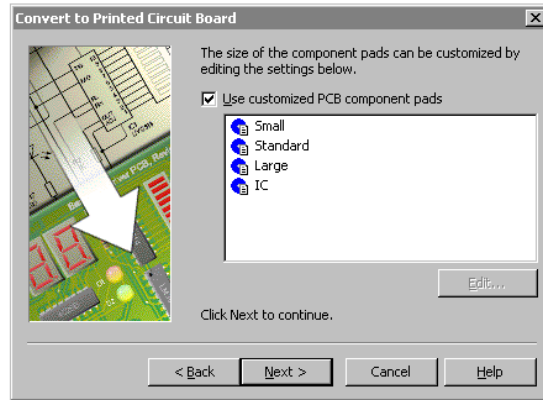 Convert to Printed Circuit Board
The size of the component pads can be customized by
editing the settings below.
Use customized PCB component pads
Small
Standard
Large
IC
Edit...
Click Next to continue.
< Back
Next >
Cancel
Help